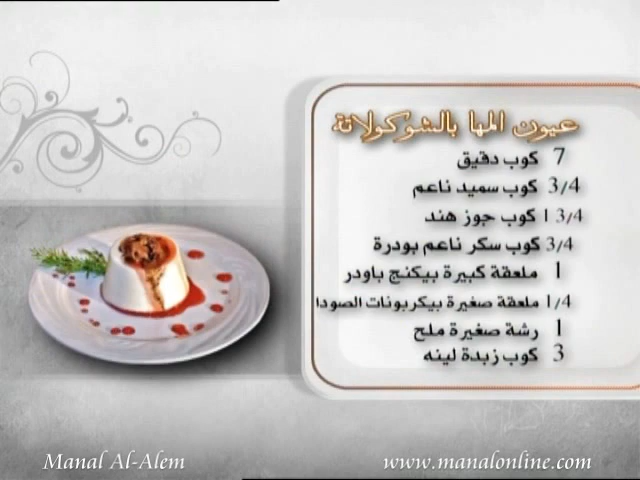 عيون المها بالشوكولاتة
7 كوب دقيق
3/4 كوب سميد ناعم
1 3/4 كوب جوز هند
3/4 كوب سكر ناعم بودرة
1 ملعقة كبيرة بيكنج باودر
1/4 ملعقة صغيرة بيكربونات الصودا
1 رشة صغيرة ملح
3 كوب زبدة لينه
Manal Al-Alem
www.manalonline.com